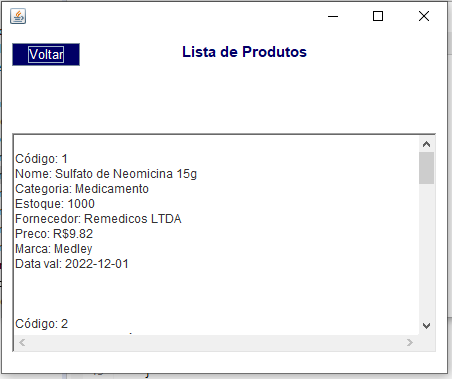 Voltar
Lista de Produtos
Código: 1
Nome: Sulfato de Neomicina 15g
Categoria: Medicamento
Estoque: 1000
Fornecedor: Remedicos LTDA
Preco: R$9.82
Marca: Medley
Data val: 2022-12-01
Código: 2